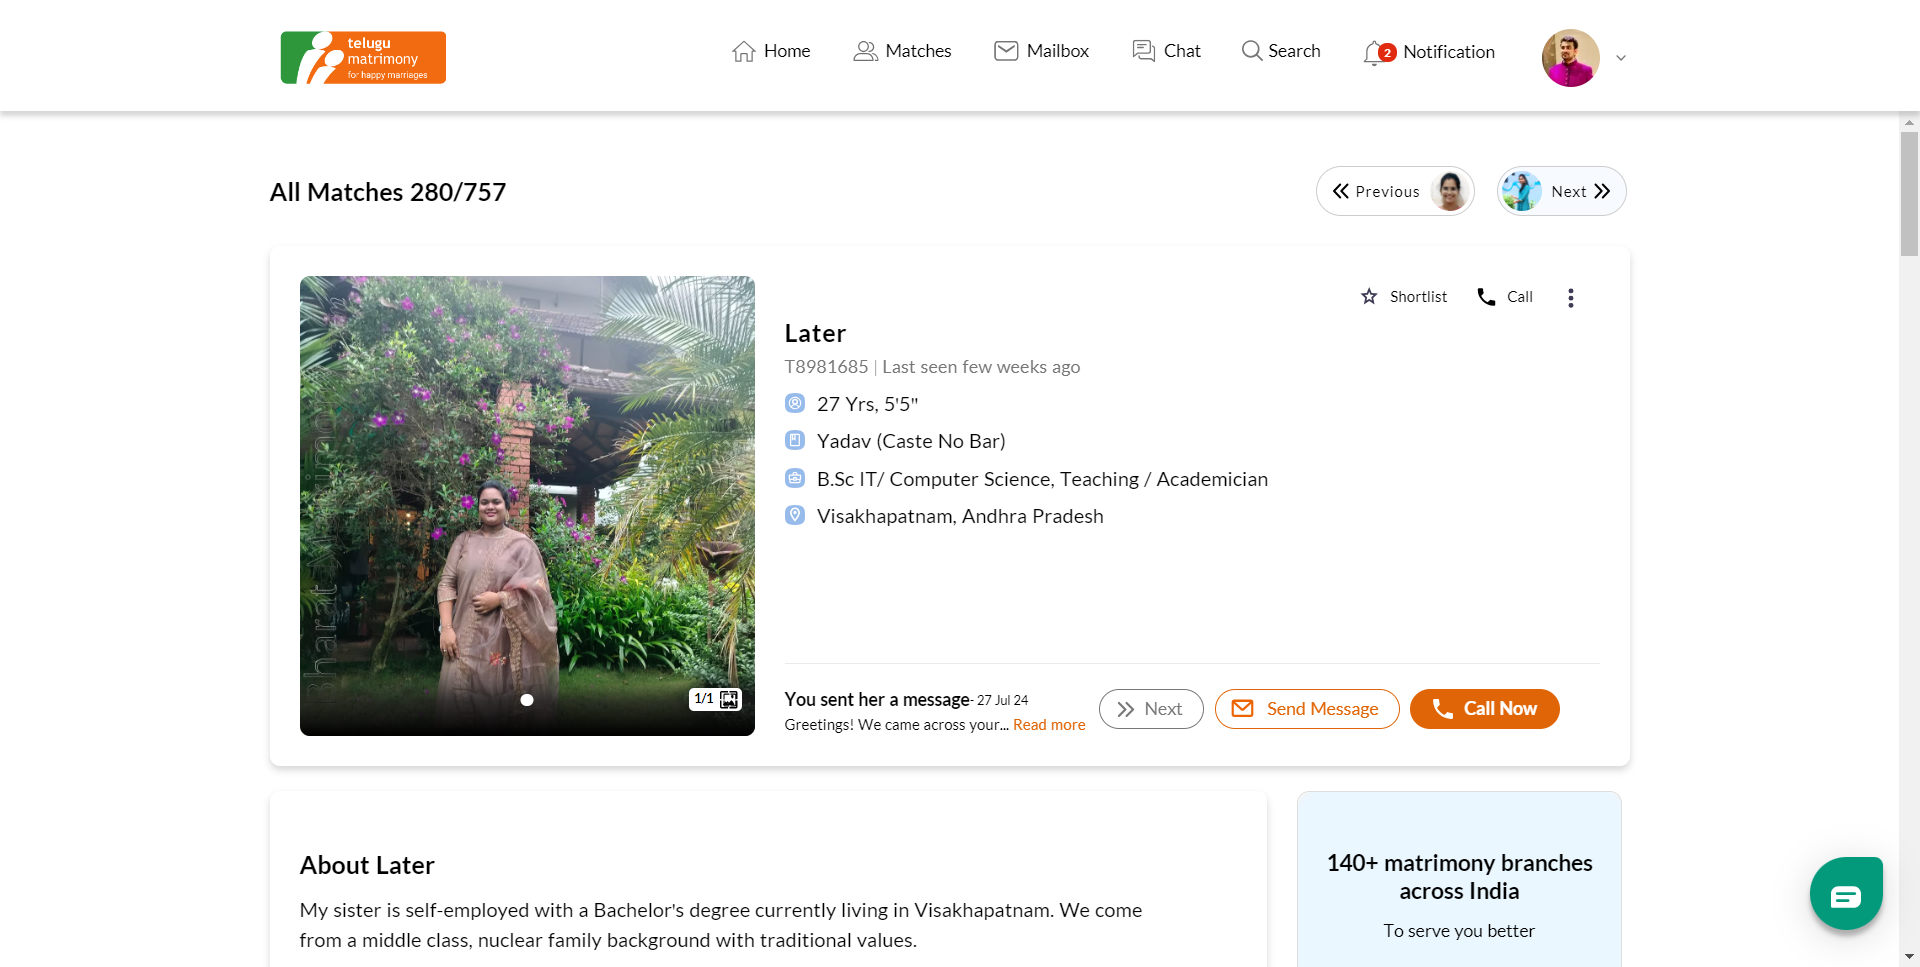 telugu
matrimony
for happy marriages
Home
Matches
Mailbox
Chat
Search
2
Notification
All Matches 280/757
Previous
Next
Shortlist
Call
Later
T8981685 | Last seen few weeks ago
27 Yrs, 5'5"
Yadav (Caste No Bar)
B.Sc IT/ Computer Science, Teaching / Academician
Visakhapatnam, Andhra Pradesh
1/1
You sent her a message- 27 Jul 24
Greetings! We came across your... Read more
Next
Send Message
Call Now
About Later
My sister is self-employed with a Bachelor's degree currently living in Visakhapatnam. We come
from a middle class, nuclear family background with traditional values.
140+ matrimony branches
across India
To serve you better